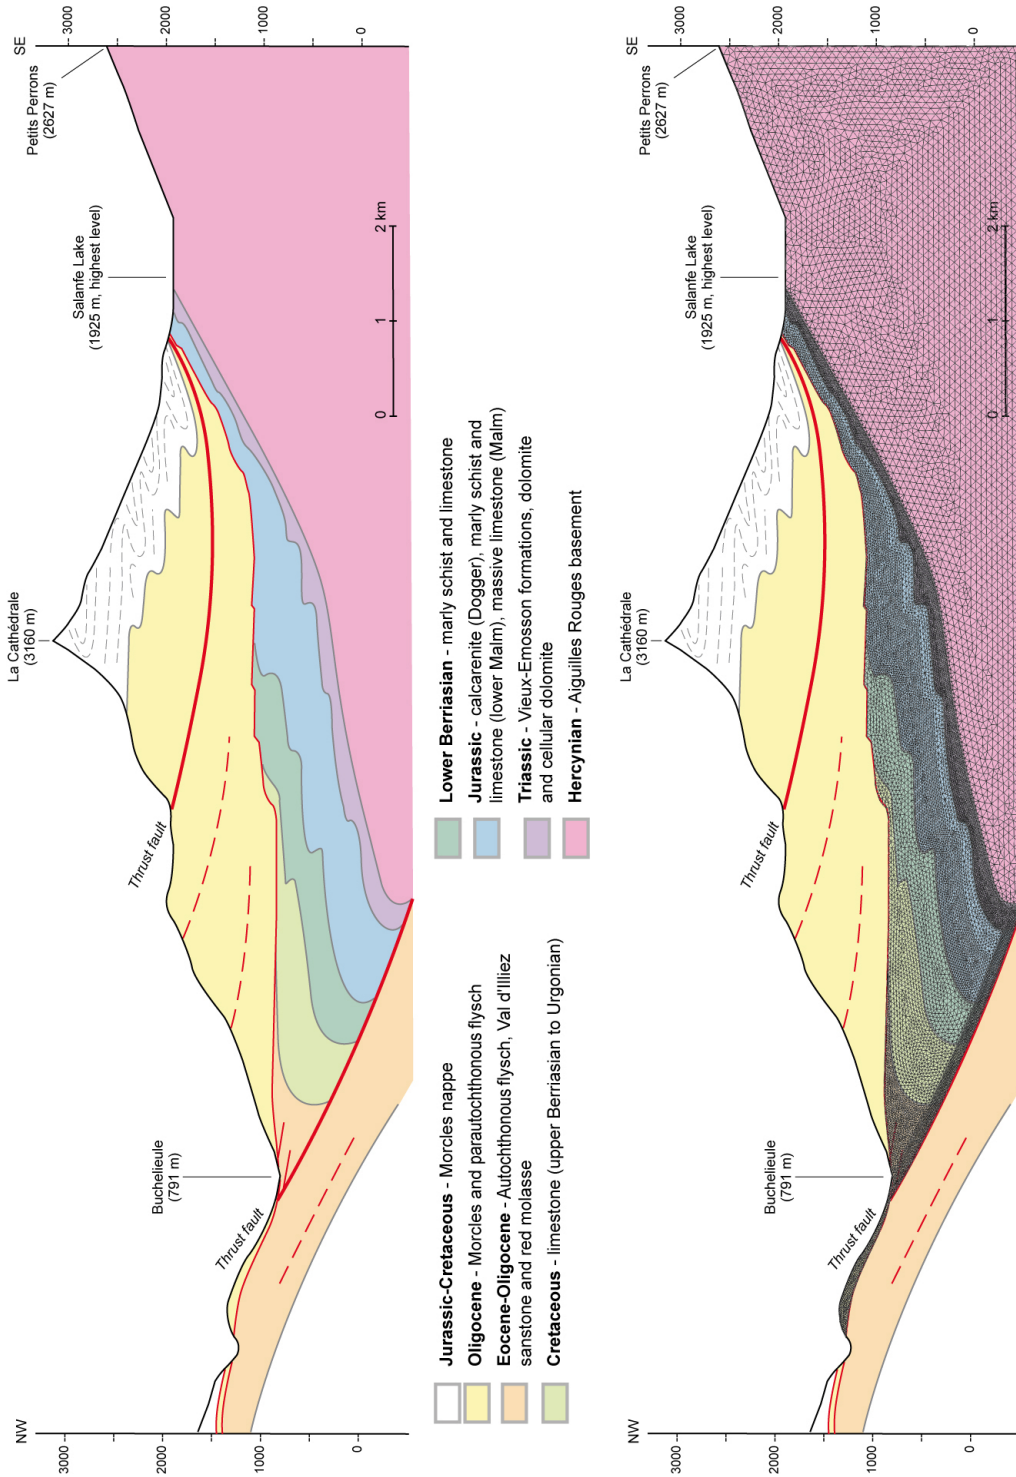 NW
SE
3000
2000
1000
0
3000
2000
1000
0
Buchelieule
(791 m)
La Cathédrale
(3160 m)
Salanfe Lake
(1925 m, highest level)
Petits Perrons
(2627 m)
Thrust fault
Thrust fault
0
1
2 km
Jurassic-Cretaceous - Morcles nappe
Oligocene - Morcles and parautochthonous flysch
Eocene-Oligocene - Autochthonous flysch, Val d'Illiez
sanstone and red molasse
Cretaceous - limestone (upper Berriasian to Urgonian)
Lower Berriasian - marly schist and limestone
Jurassic - calcarenite (Dogger), marly schist and
limestone (lower Malm), massive limestone (Malm)
Triassic - Vieux-Emosson formations, dolomite
and cellular dolomite
Hercynian - Aiguilles Rouges basement
NW
SE
3000
2000
1000
0
3000
2000
1000
0
Buchelieule
(791 m)
La Cathédrale
(3160 m)
Salanfe Lake
(1925 m, highest level)
Petits Perrons
(2627 m)
Thrust fault
Thrust fault
0
1
2 km